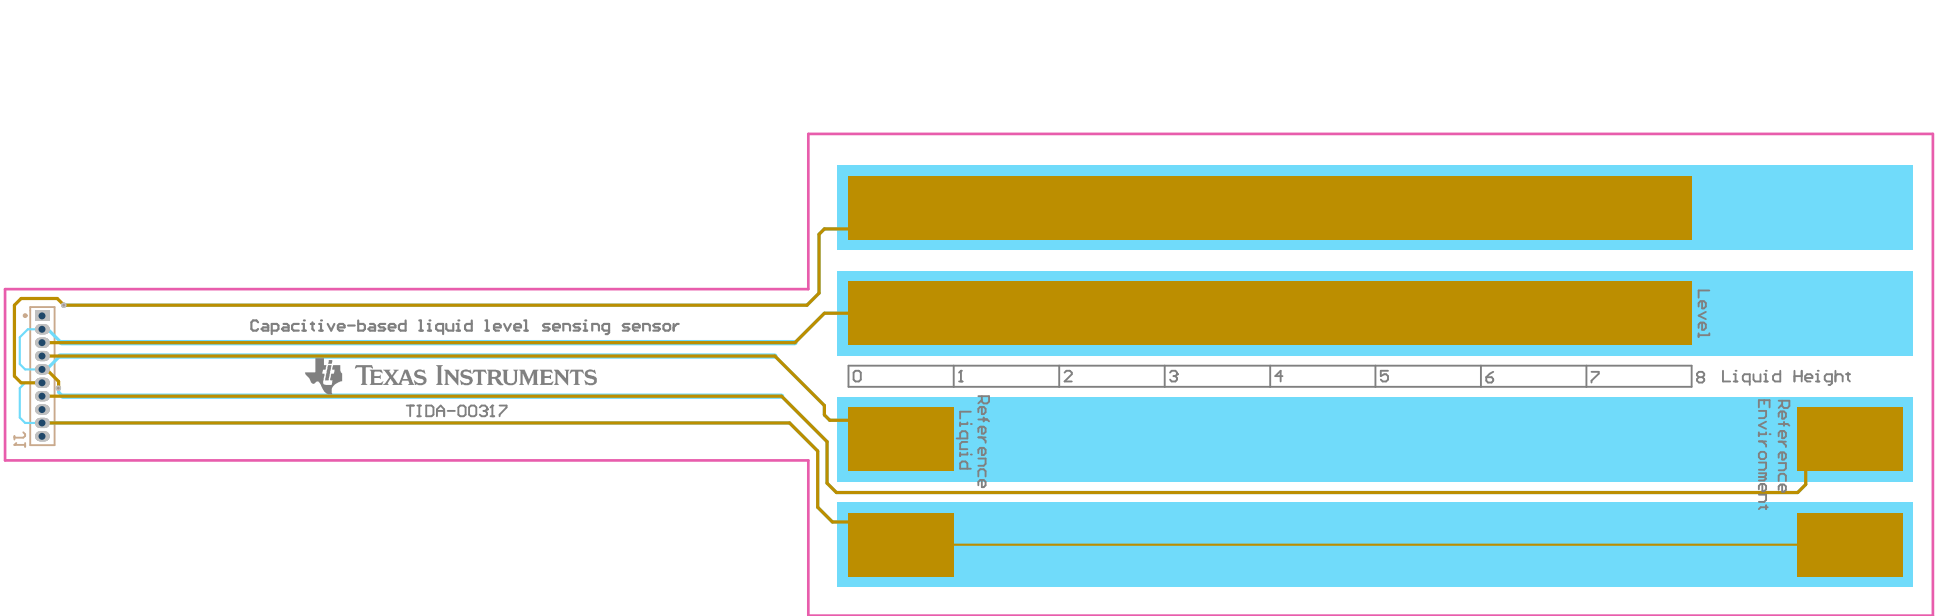 Capacitive-based liquid level sensing sensor
TEXAS INSTRUMENTS
TIDA-00317
J1
Level
0 1 2 3 4 5 6 7 8 Liquid Height
Reference
Liquid
Reference
Environment